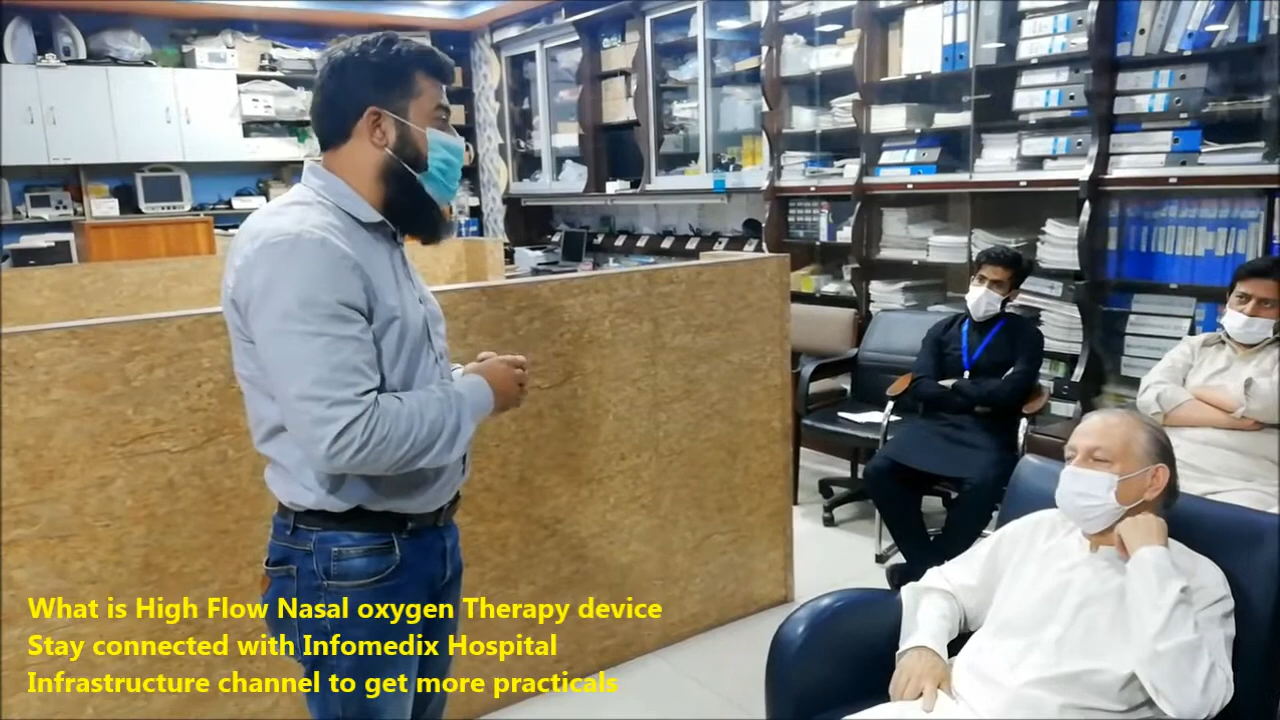 What is High Flow Nasal oxygen Therapy device
Stay connected with Infomedix Hospital
Infrastructure channel to get more practicals